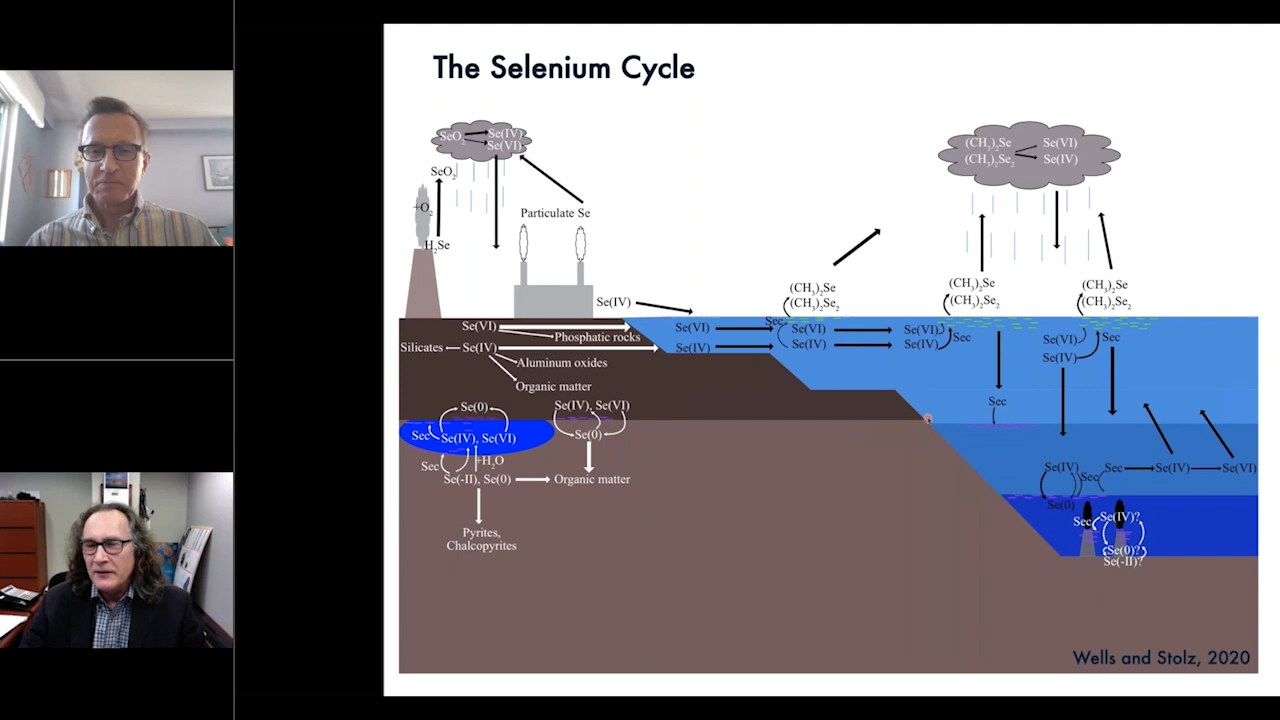 The Selenium Cycle
SeO₂ Se(IV)
Se(VI)
(CH₃)₂Se Se(VI)
(CH₃)₂Se₂ Se(IV)
SeO₂
+O₂
Particulate Se
H₂Se
(CH₃)₂Se
(CH₃)₂Se₂
(CH₃)₂Se
(CH₃)₂Se₂
(CH₃)₂Se
(CH₃)₂Se₂
Se(IV)
Se(VI)
Phosphatic rocks
Silicates Se(IV)
Aluminum oxides
Organic matter
Se(VI)
Se(IV)
Sec Se(VI)
Se(IV)
Se(VI)
Se(IV) Sec
Se(VI)
Se(IV) Sec
Sec
Se(0)
Se(IV), Se(VI)
Sec Se(IV), Se(VI)
Se(0)
Sec +H₂O
Se(-II), Se(0) Organic matter
Pyrites,
Chalcopyrites
Se(IV) Sec Sec Se(IV) Se(VI)
Se(0)
Sec Se(IV)?
Se(0)?
Se(-II)?
Wells and Stolz, 2020